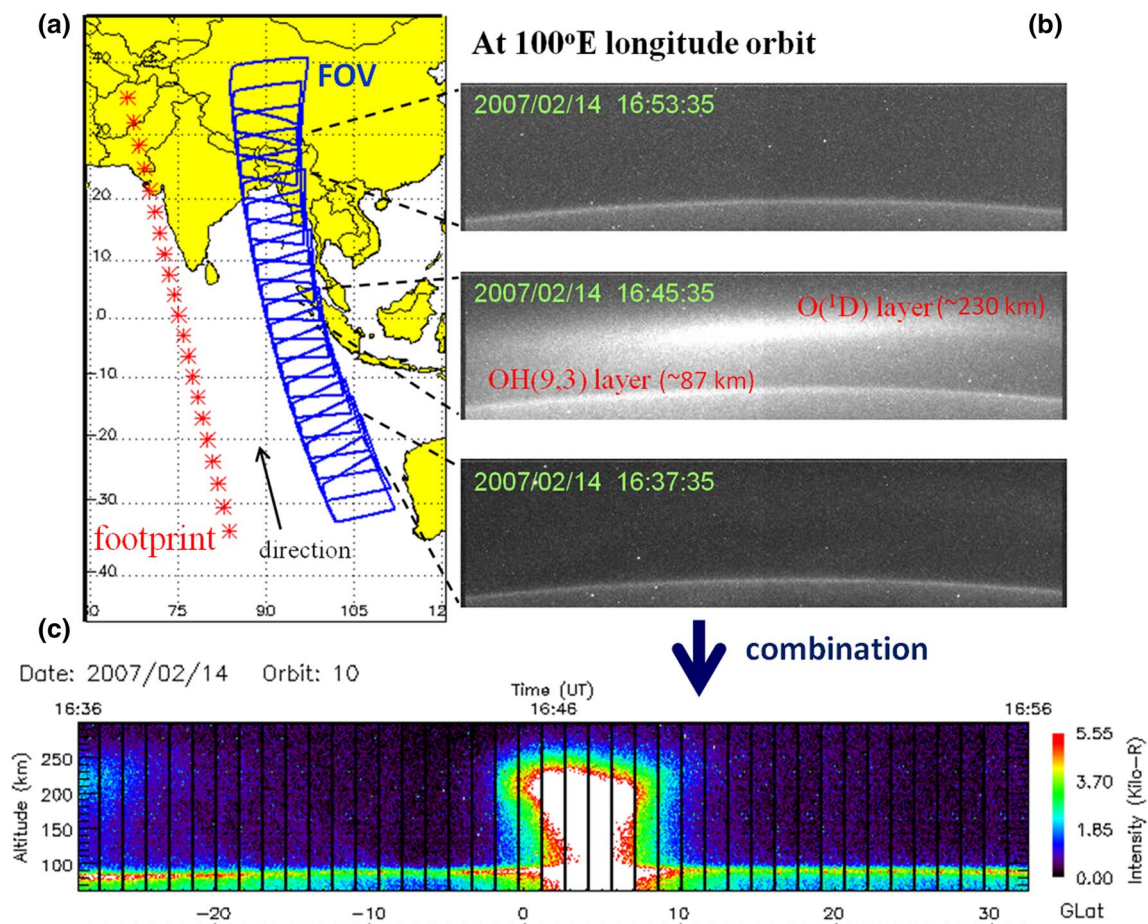 (a)
FOV
40
30
20
10
0
-10
-20
-30
-40
footprint
direction
75
90
105
(b)
At 100°E longitude orbit
2007/02/14 16:53:35
2007/02/14 16:45:35
O(¹D) layer (~230 km)
OH(9,3) layer (~87 km)
2007/02/14 16:37:35
combination
(c)
Date: 2007/02/14 Orbit: 10
Time (UT)
16:36 16:46 16:56
Altitude (km)
250
200
150
100
-20 -10 0 10 20 30 GLat
5.55
3.70
1.85
0.00
Intensity (Kilo-R)